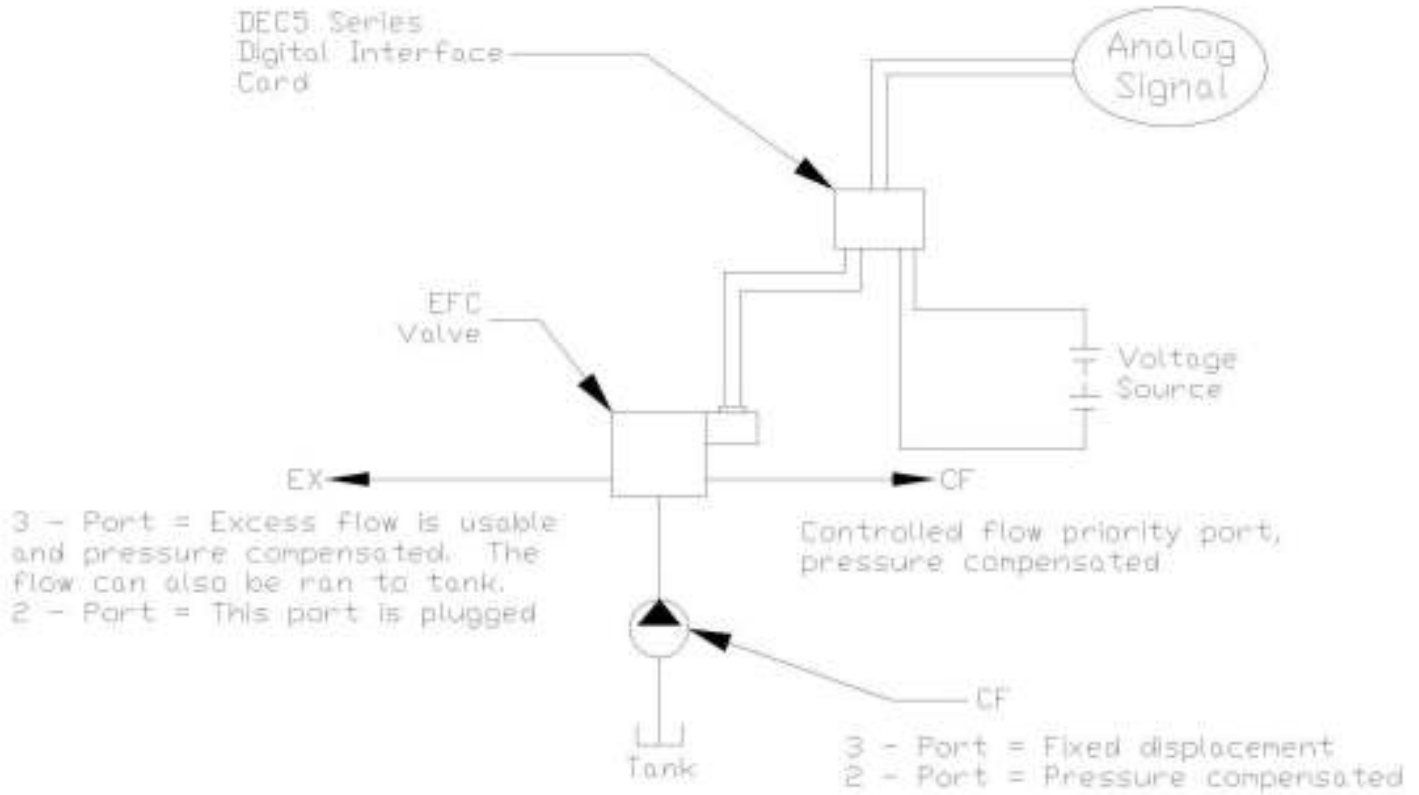 DEC5 Series
Digital Interface
Card
Analog
Signal
EFC
Valve
Voltage
Source
EX
CF
3 - Port = Excess flow is usable
and pressure compensated. The
flow can also be ran to tank.
2 - Port = This port is plugged
Controlled flow priority port,
pressure compensated
CF
3 - Port = Fixed displacement
2 - Port = Pressure compensated
Tank